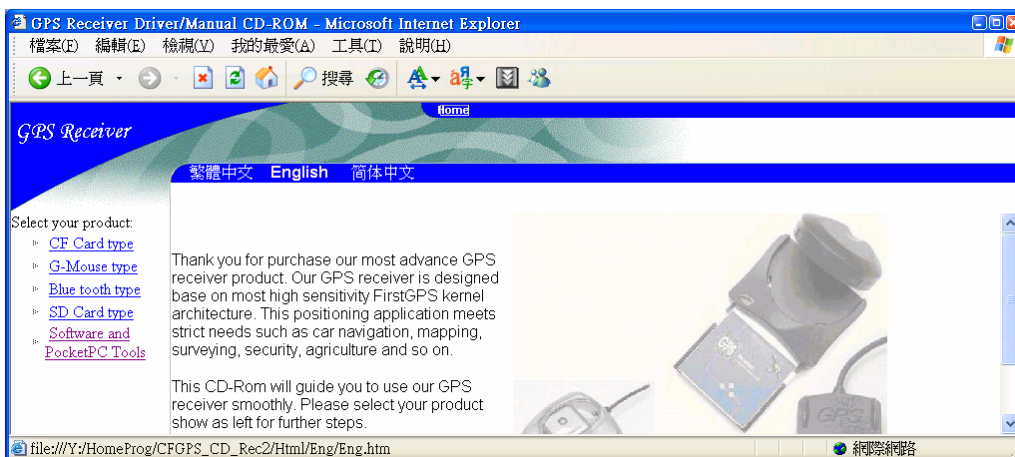 GPS Receiver Driver/Manual CD-ROM - Microsoft Internet Explorer
檔案(F) 編輯(E) 檢視(V) 我的最愛(A) 工具(T) 說明(H)
上一頁 搜尋
Home
GPS Receiver
繁體中文 English 简体中文
Select your product:
CF Card type
G-Mouse type
Blue tooth type
SD Card type
Software and
PocketPC Tools
Thank you for purchase our most advance GPS
receiver product. Our GPS receiver is designed
base on most high sensitivity FirstGPS kernel
architecture. This positioning application meets
strict needs such as car navigation, mapping,
surveying, security, agriculture and so on.
This CD-Rom will guide you to use our GPS
receiver smoothly. Please select your product
show as left for further steps.
GPS
GPS
file:///Y:/HomeProg/CFGPS_CD_Rec2/Html/Eng/Eng.htm
網際網路